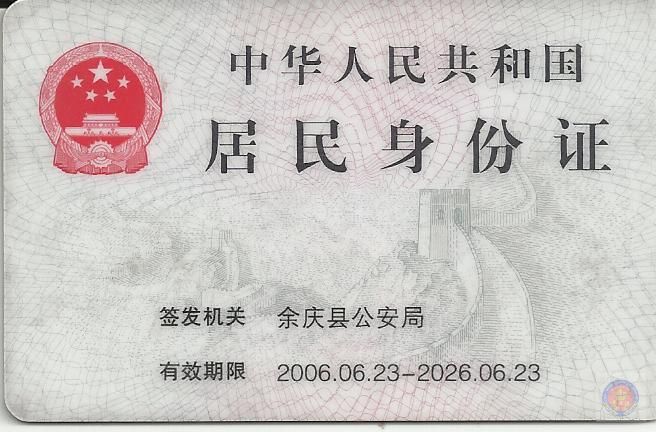 中华人民共和国
居民身份证
签发机关 余庆县公安局
有效期限 2006.06.23-2026.06.23